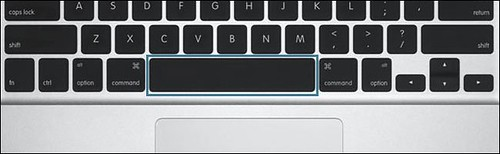 caps lock A S D F G H J K L : ; " ' return
shift Z X C V B N M < , > . ? / shift
fn ctrl alt option ⌘ command ⌘ command alt option ◂ ▴ ▾ ▸